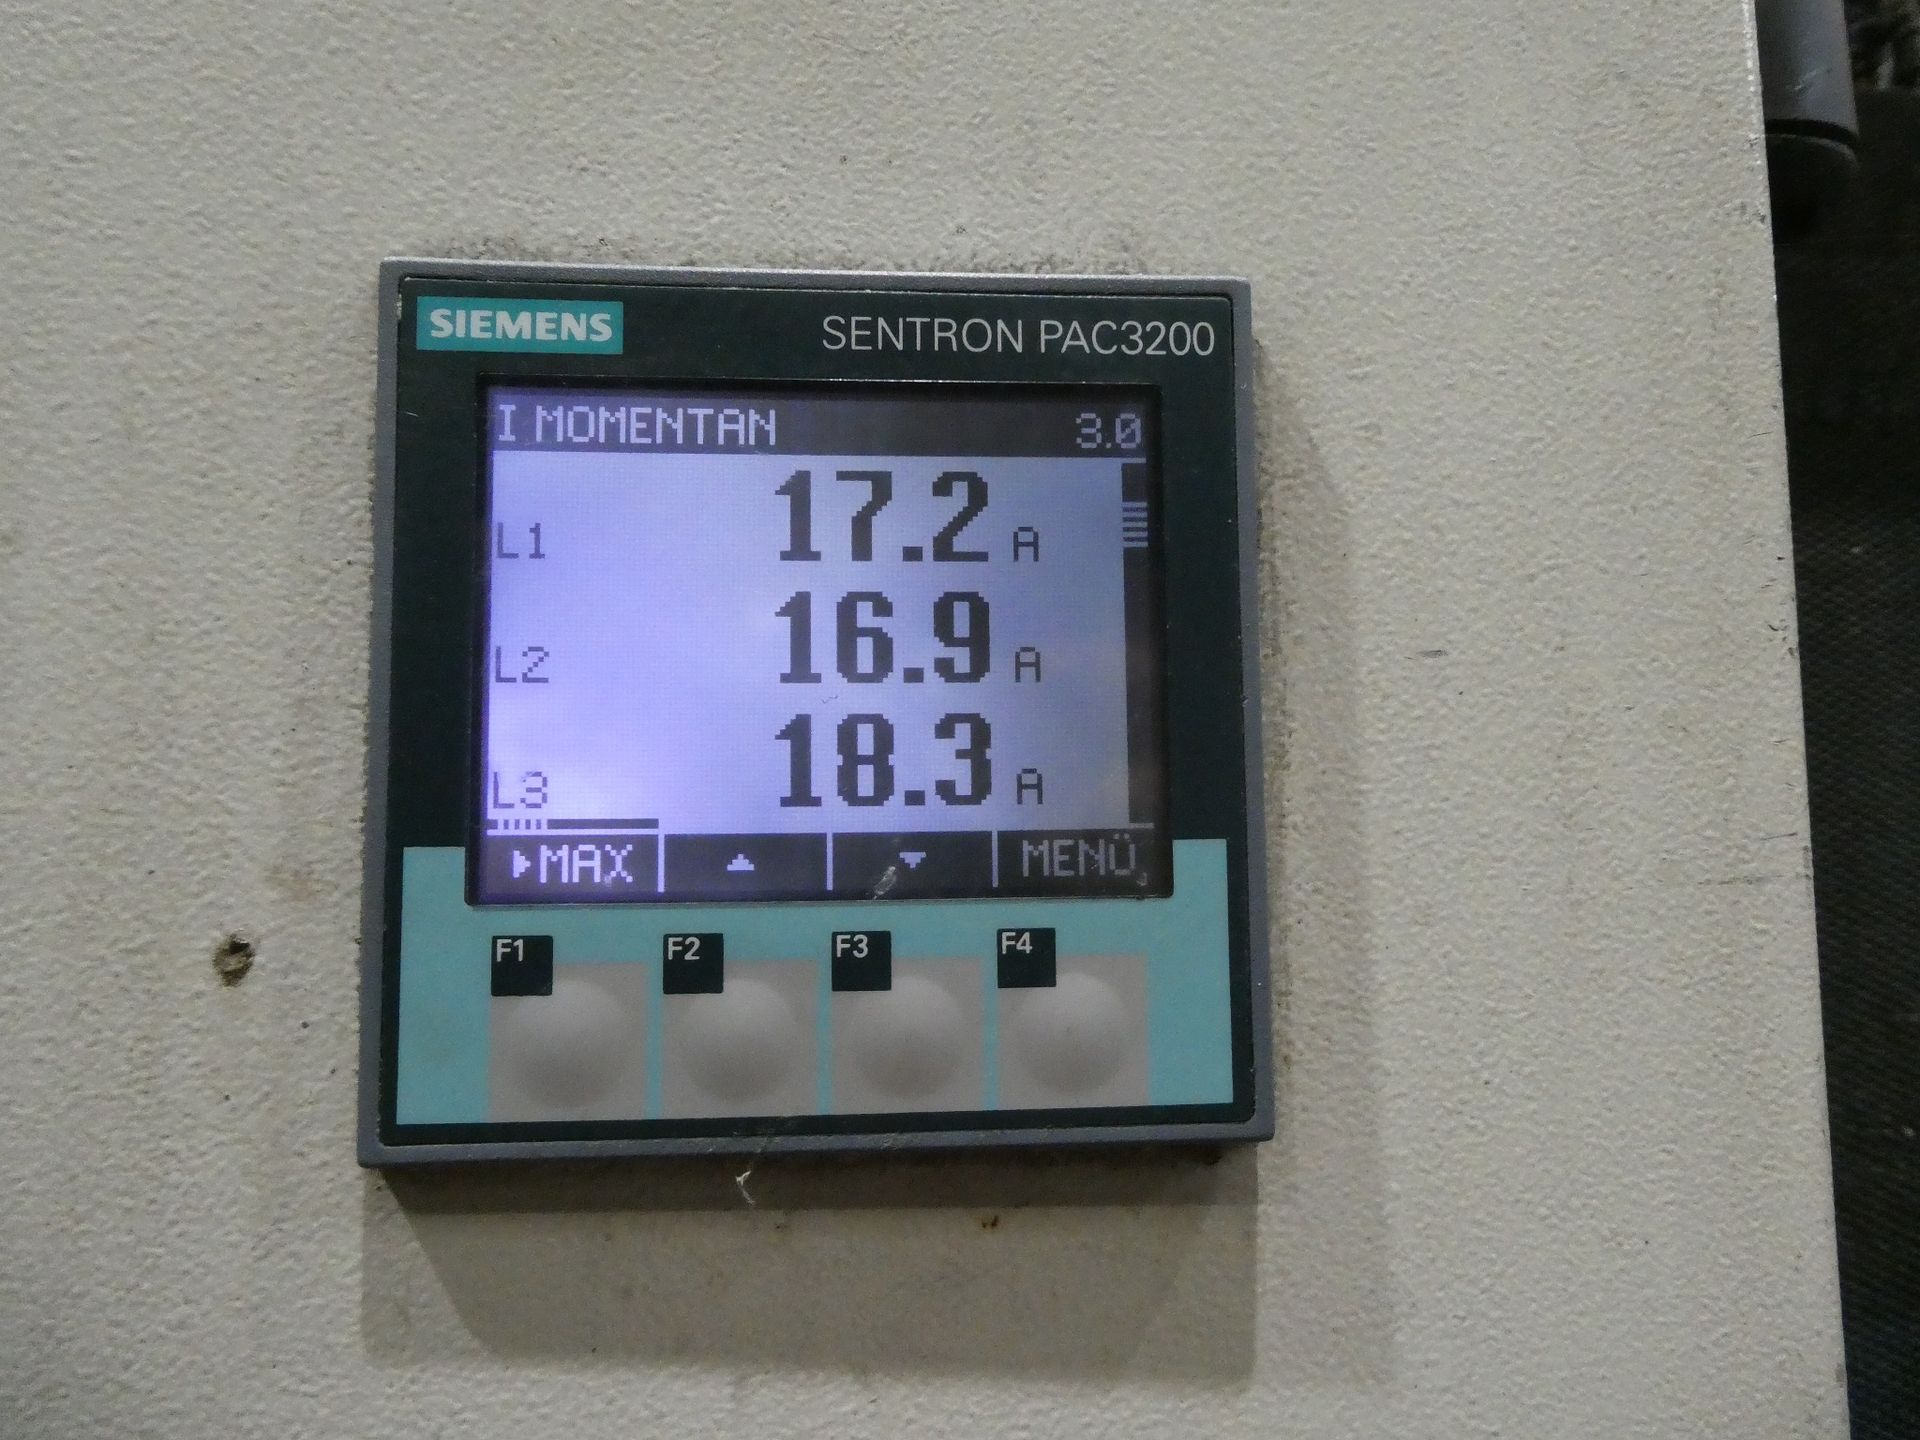 SIEMENS SENTRON PAC3200
I MOMENTAN 3.0
L1 17.2 A
L2 16.9 A
L3 18.3 A
MAX MENÜ
F1 F2 F3 F4